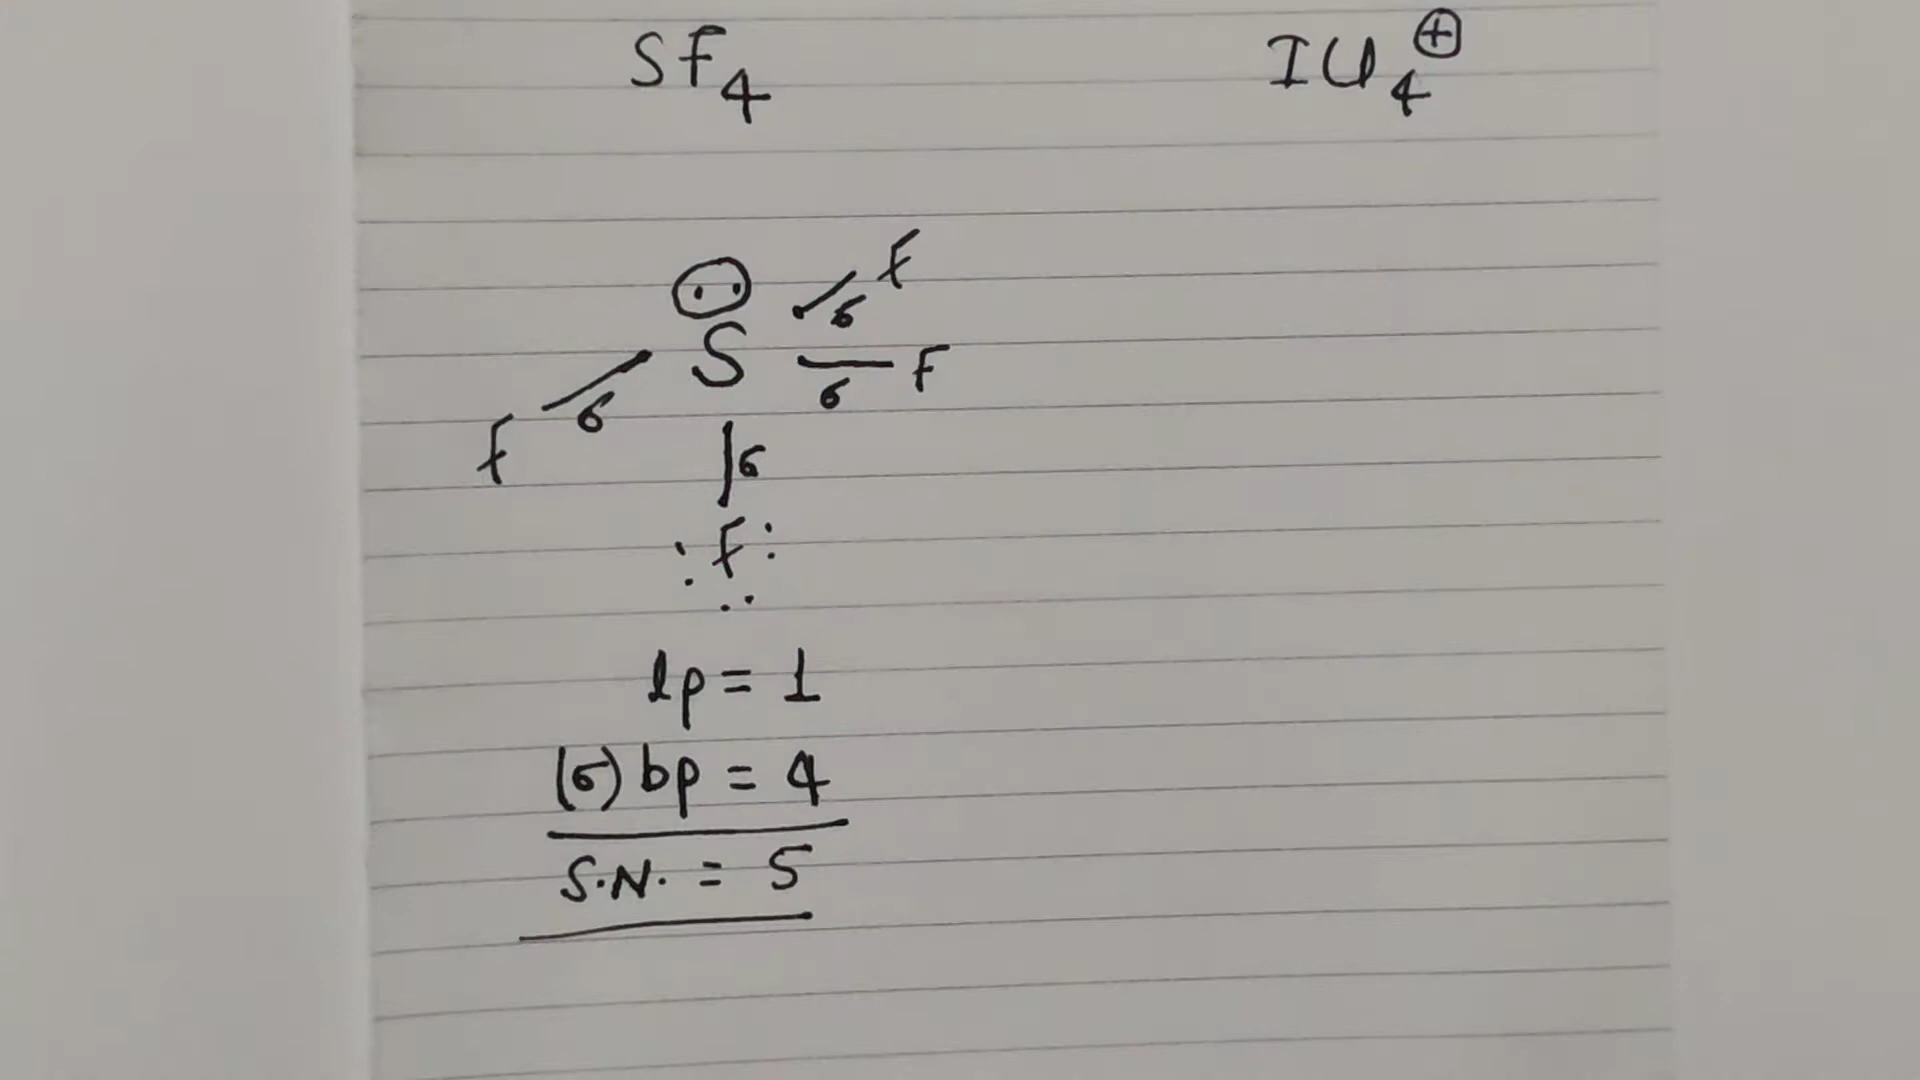 SF4 ICl4⊕
F
σ
S
σ F
σ
F
σ
F
lp = 1
(σ) bp = 4
S.N. = 5